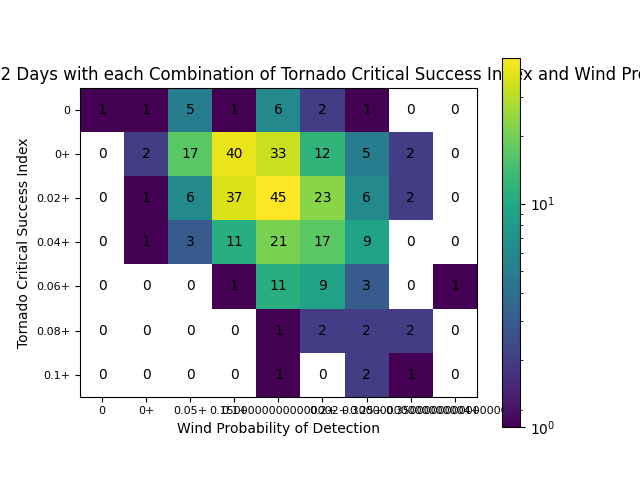 2 Days with each Combination of Tornado Critical Success Index and Wind Pro
0 1 1 5 1 6 2 1 0 0
0+ 0 2 17 40 33 12 5 2 0
0.02+ 0 1 6 37 45 23 6 2 0
0.04+ 0 1 3 11 21 17 9 0 0
0.06+ 0 0 0 1 11 9 3 0 1
0.08+ 0 0 0 0 1 2 2 2 0
0.1+ 0 0 0 0 1 0 2 1 0
0 0+ 0.05+
Wind Probability of Detection
Tornado Critical Success Index
10^1
10^0